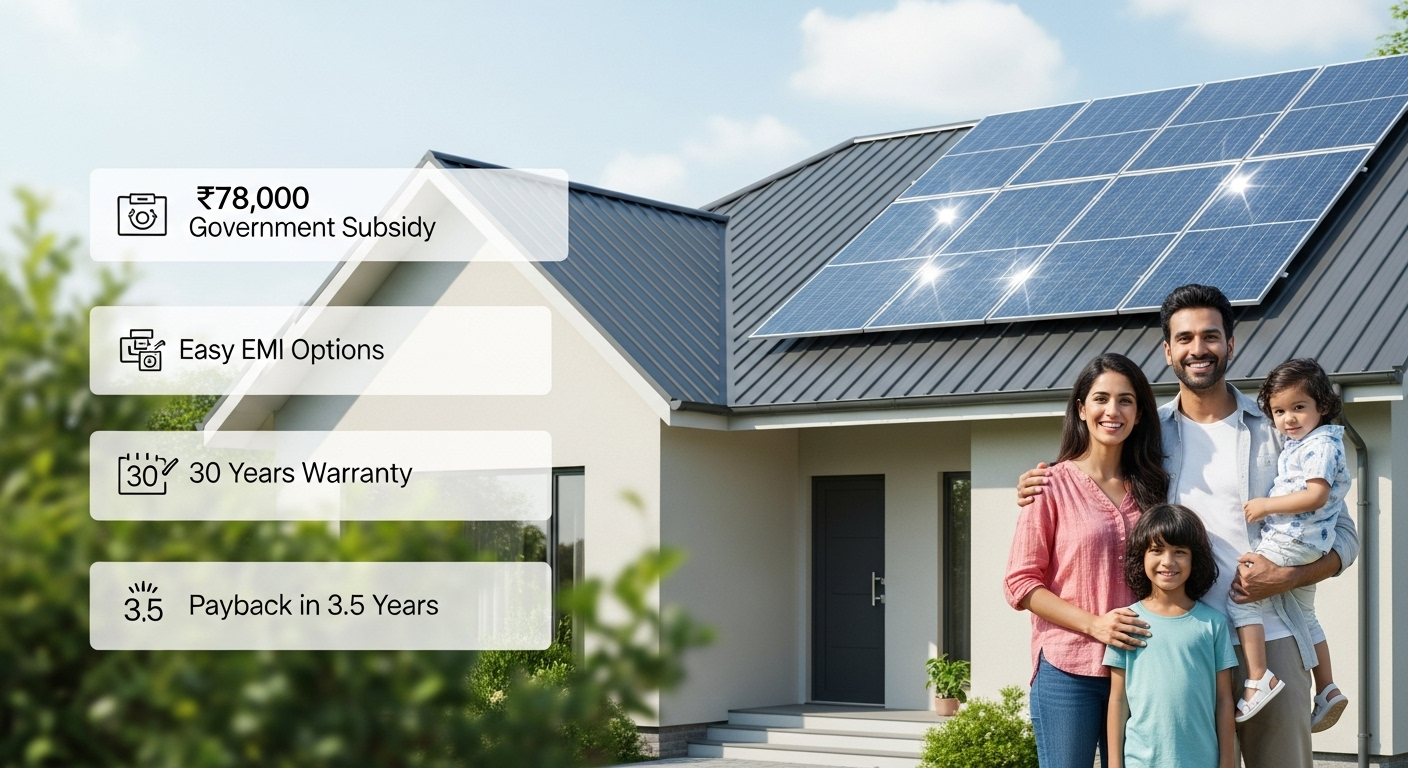 ₹78,000
Government Subsidy
Easy EMI Options
30
30 Years Warranty
3.5
Payback in 3.5 Years